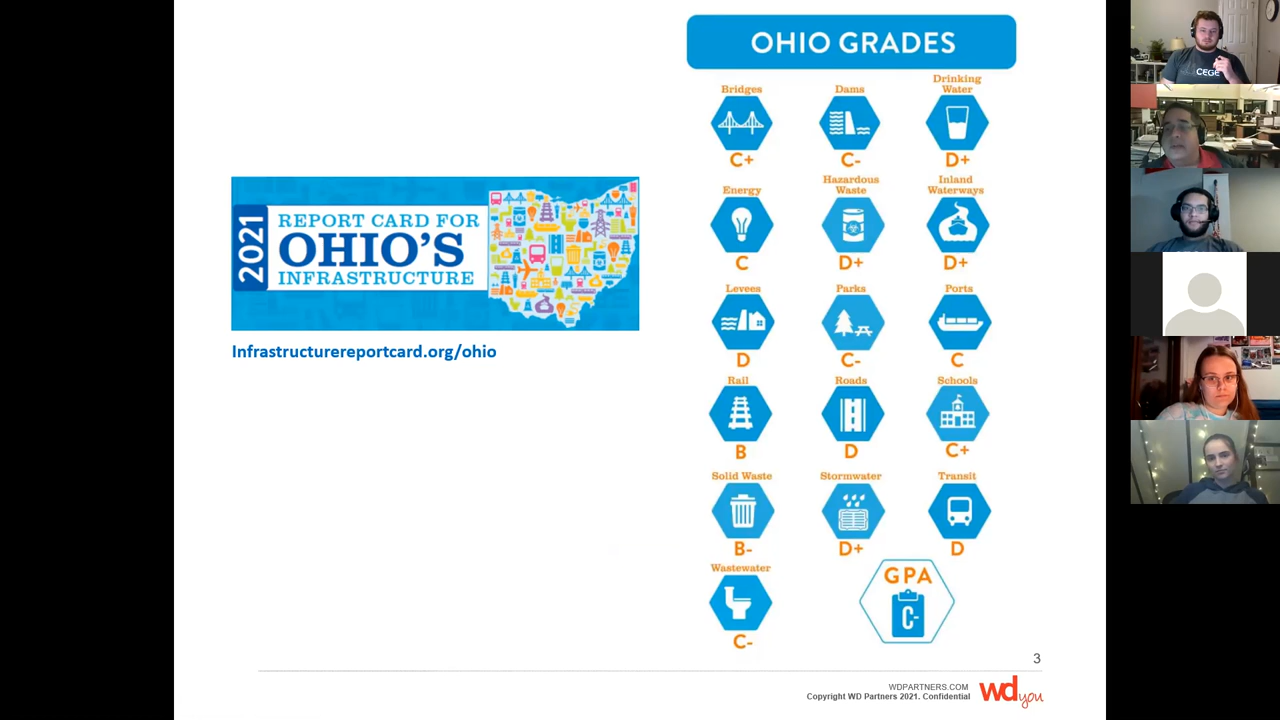 OHIO GRADES
Bridges
C+
Dams
C-
Drinking
Water
D+
Energy
C
Hazardous
Waste
D+
Inland
Waterways
D+
Levees
D
Parks
C-
Ports
C
Rail
B
Roads
D
Schools
C+
Solid Waste
B-
Stormwater
D+
Transit
D
Wastewater
C-
GPA
C-
2021
REPORT CARD FOR
OHIO'S
INFRASTRUCTURE
Infrastructurereportcard.org/ohio
3
WDPARTNERS.COM
Copyright WD Partners 2021. Confidential
wd you
CEGE